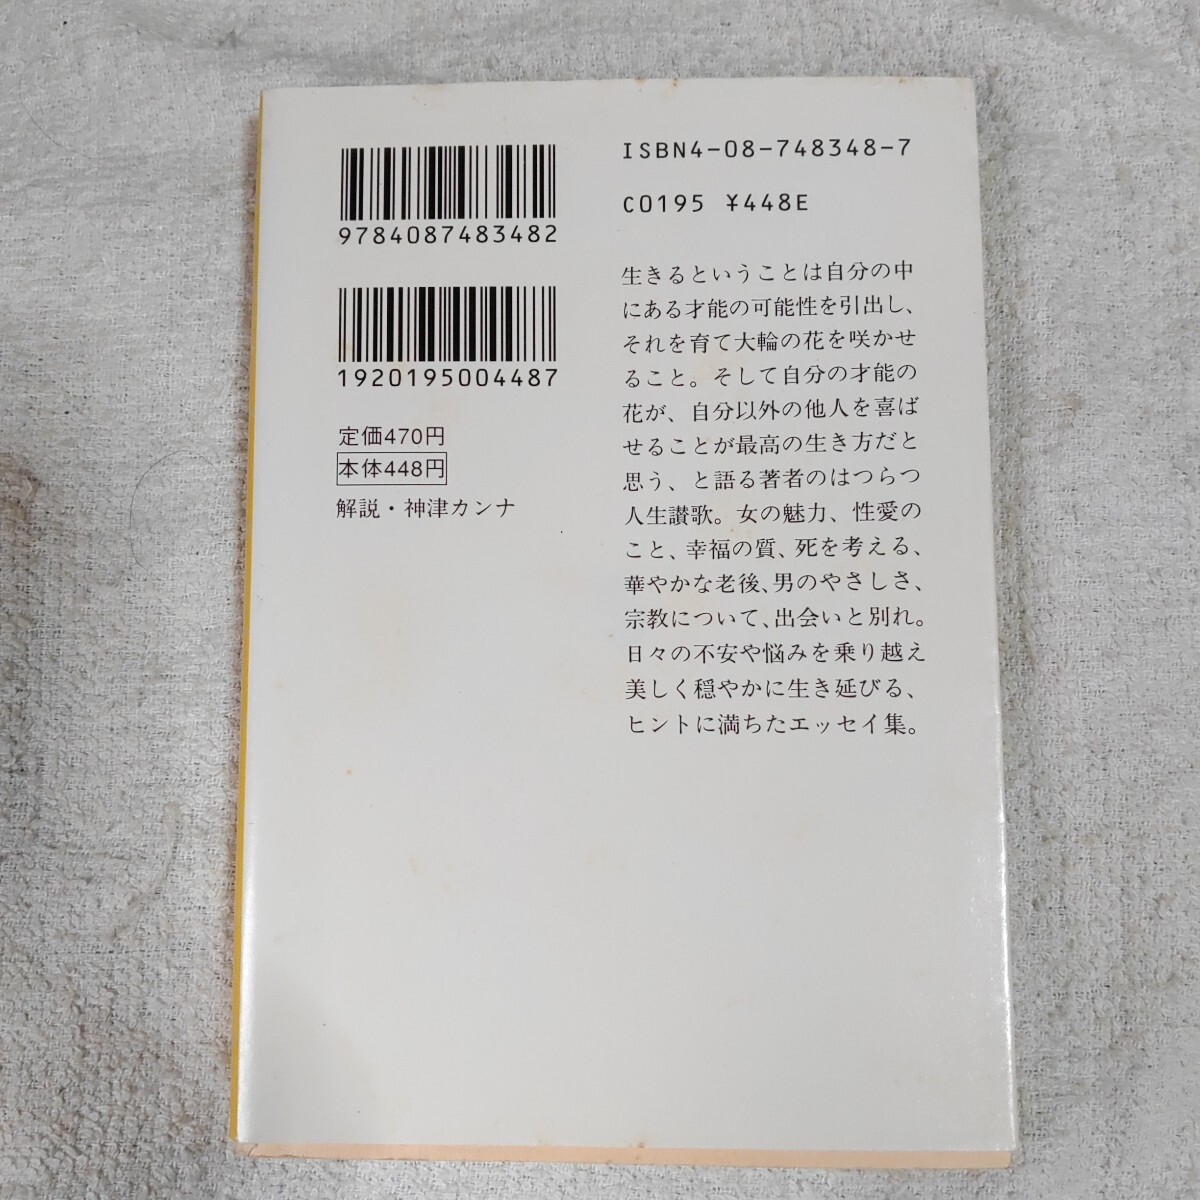 9784087483482
1920195004487
定価470円
本体448円
解説・神津カンナ
ISBN4-08-748348-7
C0195 ¥448E
生きるということは自分の中
にある才能の可能性を引出し、
それを育て大輪の花を咲かせ
ること。そして自分の才能の
花が、自分以外の他人を喜ば
せることが最高の生き方だと
思う、と語る著者のはつらつ
人生讃歌。女の魅力、性愛の
こと、幸福の質、死を考える、
華やかな老後、男のやさしさ、
宗教について、出会いと別れ。
日々の不安や悩みを乗り越え
美しく穏やかに生き延びる、
ヒントに満ちたエッセイ集。